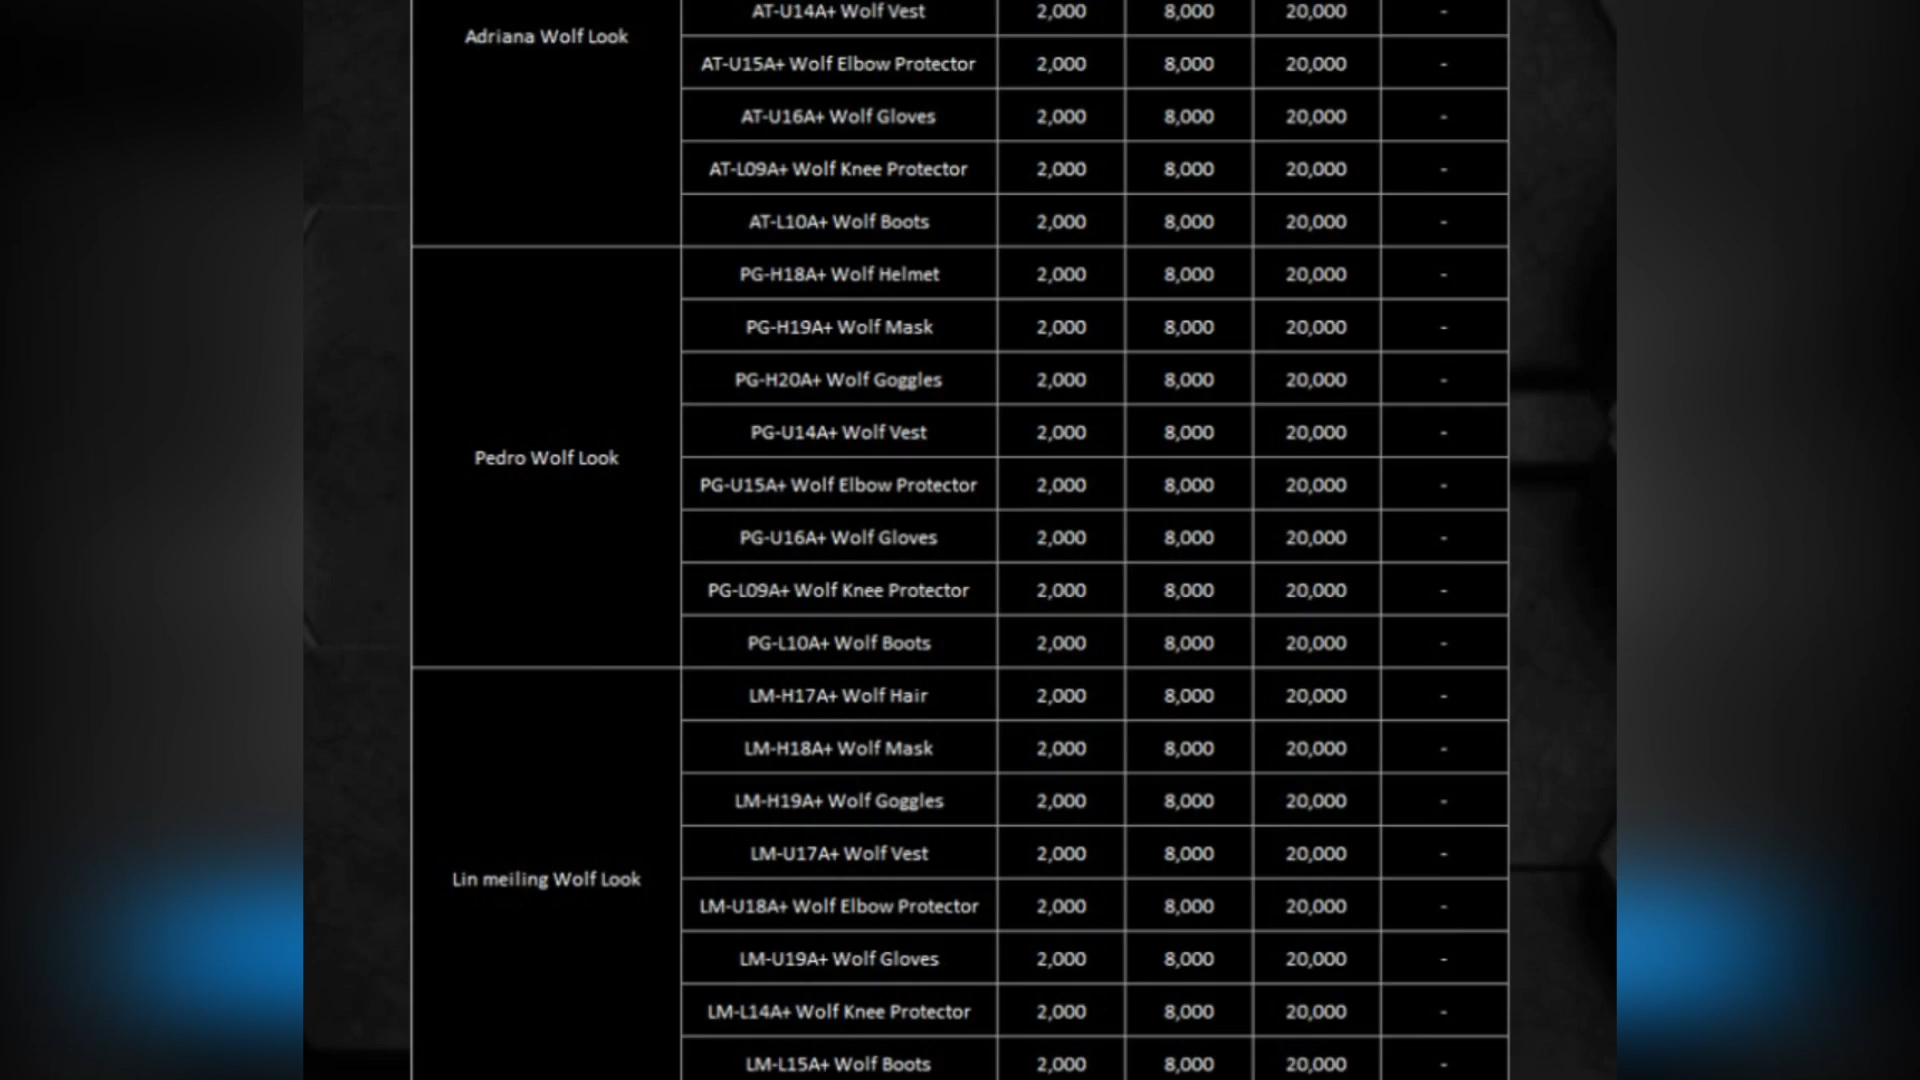 Adriana Wolf Look
AT-U14A+ Wolf Vest 2,000 8,000 20,000 -
AT-U15A+ Wolf Elbow Protector 2,000 8,000 20,000 -
AT-U16A+ Wolf Gloves 2,000 8,000 20,000 -
AT-L09A+ Wolf Knee Protector 2,000 8,000 20,000 -
AT-L10A+ Wolf Boots 2,000 8,000 20,000 -
Pedro Wolf Look
PG-H18A+ Wolf Helmet 2,000 8,000 20,000 -
PG-H19A+ Wolf Mask 2,000 8,000 20,000 -
PG-H20A+ Wolf Goggles 2,000 8,000 20,000 -
PG-U14A+ Wolf Vest 2,000 8,000 20,000 -
PG-U15A+ Wolf Elbow Protector 2,000 8,000 20,000 -
PG-U16A+ Wolf Gloves 2,000 8,000 20,000 -
PG-L09A+ Wolf Knee Protector 2,000 8,000 20,000 -
PG-L10A+ Wolf Boots 2,000 8,000 20,000 -
Lin meiling Wolf Look
LM-H17A+ Wolf Hair 2,000 8,000 20,000 -
LM-H18A+ Wolf Mask 2,000 8,000 20,000 -
LM-H19A+ Wolf Goggles 2,000 8,000 20,000 -
LM-U17A+ Wolf Vest 2,000 8,000 20,000 -
LM-U18A+ Wolf Elbow Protector 2,000 8,000 20,000 -
LM-U19A+ Wolf Gloves 2,000 8,000 20,000 -
LM-L14A+ Wolf Knee Protector 2,000 8,000 20,000 -
LM-L15A+ Wolf Boots 2,000 8,000 20,000 -